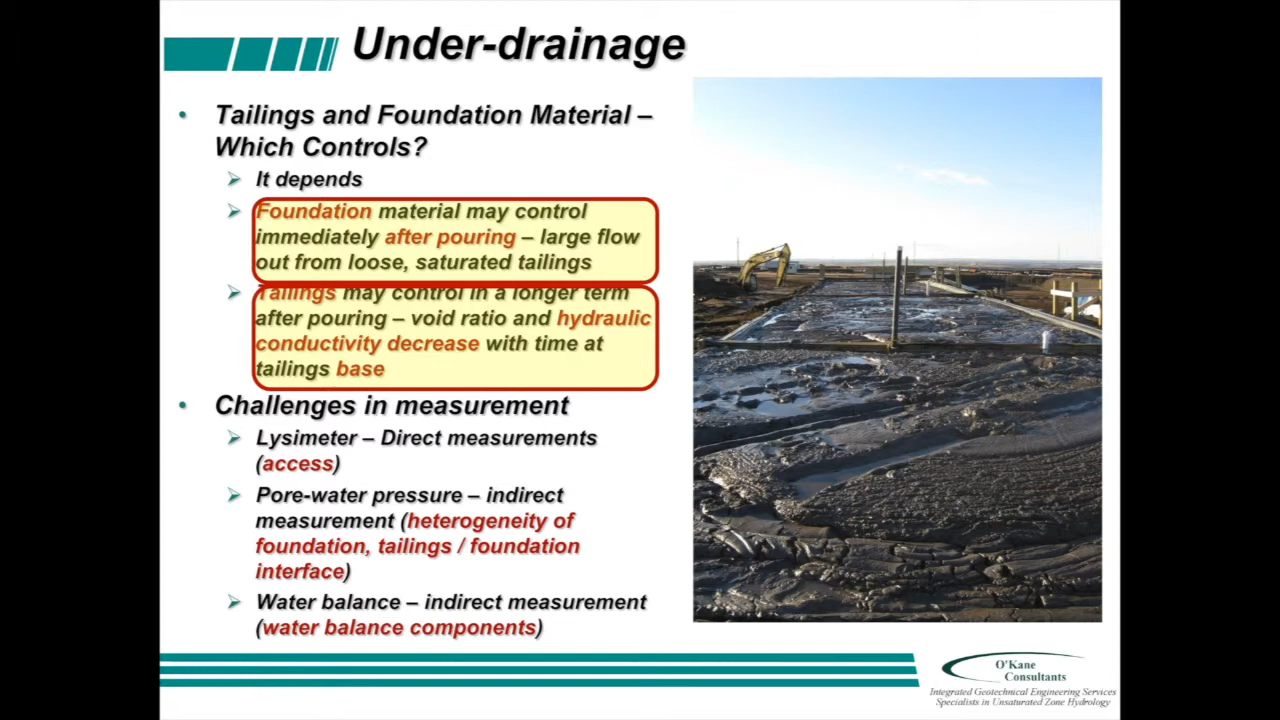 Under-drainage
• Tailings and Foundation Material –
Which Controls?
➢ It depends
➢ Foundation material may control
immediately after pouring – large flow
out from loose, saturated tailings
➢ Tailings may control in a longer term
after pouring – void ratio and hydraulic
conductivity decrease with time at
tailings base
• Challenges in measurement
➢ Lysimeter – Direct measurements
(access)
➢ Pore-water pressure – indirect
measurement (heterogeneity of
foundation, tailings / foundation
interface)
➢ Water balance – indirect measurement
(water balance components)
O'Kane
Consultants
Integrated Geotechnical Engineering Services
Specialists in Unsaturated Zone Hydrology